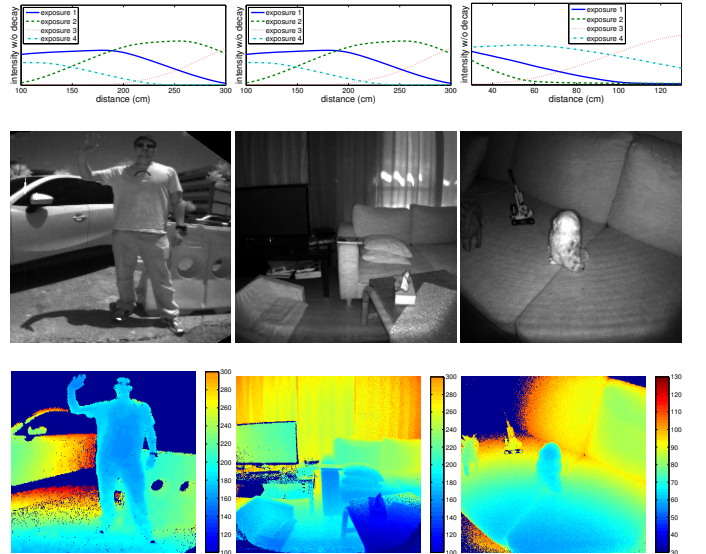 intensity w/o decay
exposure 1
exposure 2
exposure 3
exposure 4
100 150 200 250 300
distance (cm)
intensity w/o decay
exposure 1
exposure 2
exposure 3
exposure 4
100 150 200 250 300
distance (cm)
intensity w/o decay
exposure 1
exposure 2
exposure 3
exposure 4
40 60 80 100 120
distance (cm)
300
280
260
240
220
200
180
160
140
120
100
300
280
260
240
220
200
180
160
140
120
100
130
120
110
100
90
80
70
60
50
40
30